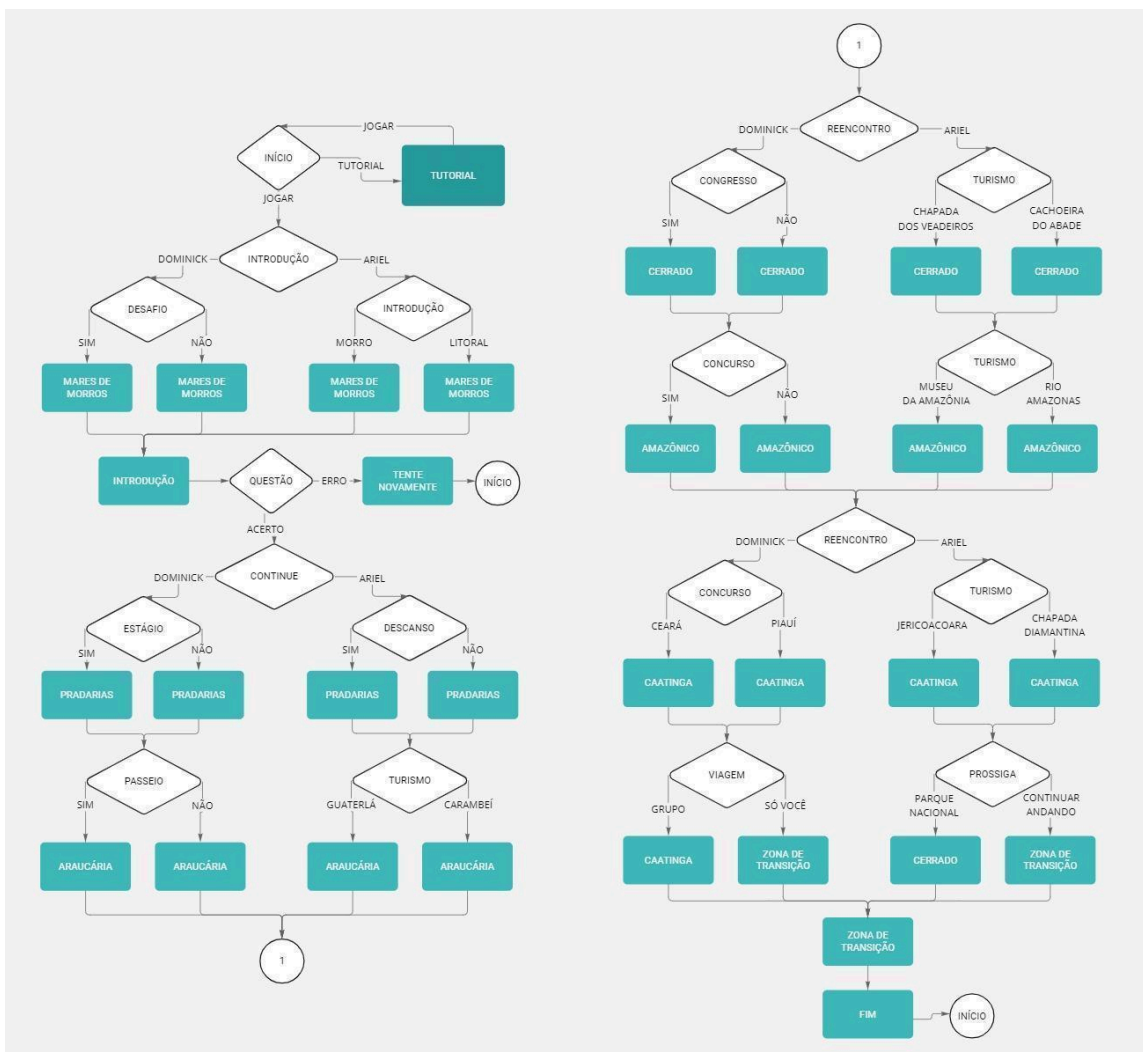 JOGAR
INÍCIO
TUTORIAL
TUTORIAL
JOGAR
DOMINICK
INTRODUÇÃO
ARIEL
DESAFIO
INTRODUÇÃO
SIM
NÃO
MORRO
LITORAL
MARES DE
MORROS
MARES DE
MORROS
MARES DE
MORROS
MARES DE
MORROS
INTRODUÇÃO
QUESTÃO
ERRO
TENTE
NOVAMENTE
INÍCIO
ACERTO
DOMINICK
CONTINUE
ARIEL
ESTÁGIO
DESCANSO
SIM
NÃO
SIM
NÃO
PRADARIAS
PRADARIAS
PRADARIAS
PRADARIAS
PASSEIO
TURISMO
SIM
NÃO
GUATERLÁ
CARAMBEÍ
ARAUCÁRIA
ARAUCÁRIA
ARAUCÁRIA
ARAUCÁRIA
1
1
DOMINICK
REENCONTRO
ARIEL
CONGRESSO
TURISMO
SIM
NÃO
CHAPADA
DOS VEADEIROS
CACHOEIRA
DO ABADE
CERRADO
CERRADO
CERRADO
CERRADO
CONCURSO
TURISMO
SIM
NÃO
MUSEU
DA AMAZÔNIA
RIO
AMAZONAS
AMAZÔNICO
AMAZÔNICO
AMAZÔNICO
AMAZÔNICO
DOMINICK
REENCONTRO
ARIEL
CONCURSO
TURISMO
CEARÁ
PIAUÍ
JERICOACOARA
CHAPADA
DIAMANTINA
CAATINGA
CAATINGA
CAATINGA
CAATINGA
VIAGEM
PROSSIGA
GRUPO
SÓ VOCÊ
PARQUE
NACIONAL
CONTINUAR
ANDANDO
CAATINGA
ZONA DE
TRANSIÇÃO
CERRADO
ZONA DE
TRANSIÇÃO
ZONA DE
TRANSIÇÃO
FIM
INÍCIO